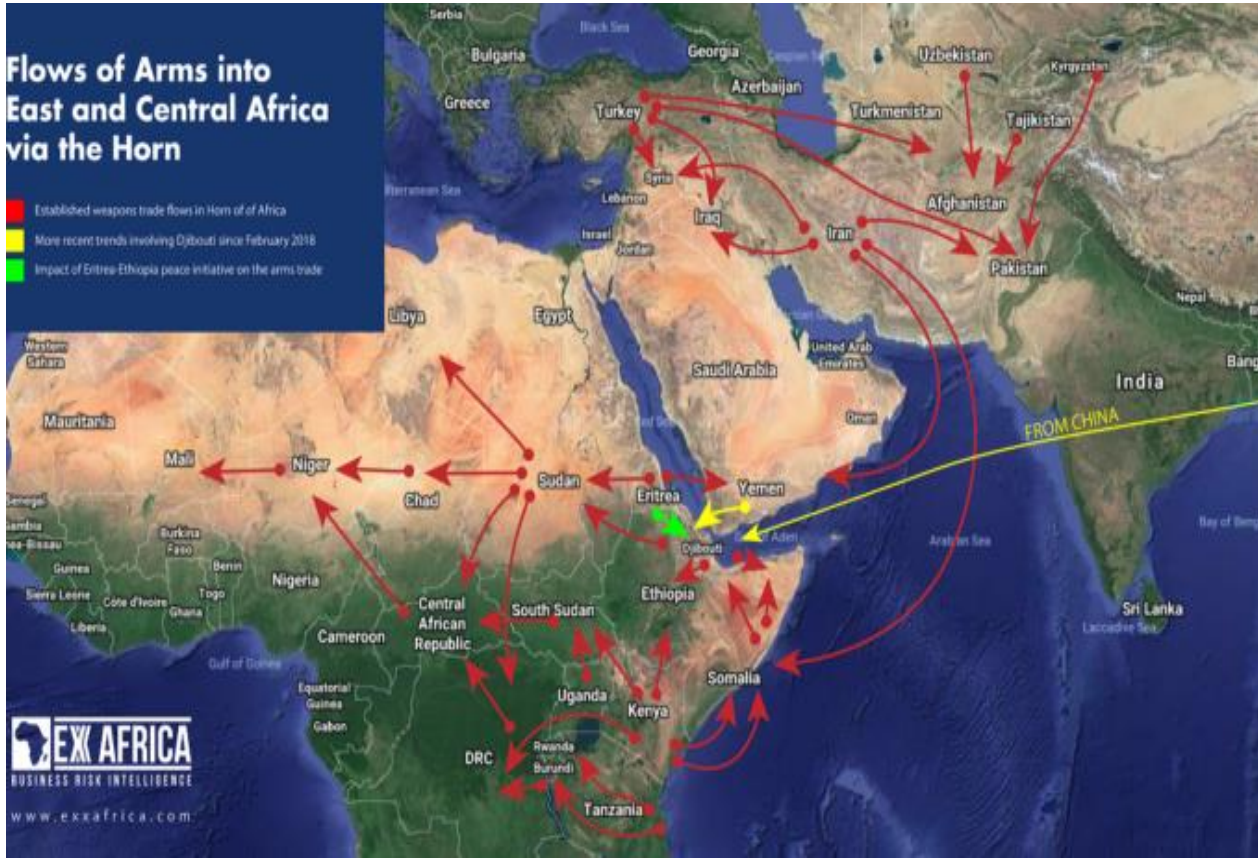 Flows of Arms into
East and Central Africa
via the Horn
Established weapons trade flows in Horn of of Africa
More recent trends involving Djibouti since February 2018
Impact of Eritrea-Ethiopia peace initiative on the arms trade
Serbia
Black Sea
Bulgaria
Georgia
Uzbekistan
Kyrgyzstan
Greece
Azerbaijan
Turkey
Turkmenistan
Tajikistan
Syria
Lebanon
Afghanistan
Iraq
Israel
Iran
Jordan
Pakistan
Nepal
Libya
Egypt
Western
Sahara
United Arab
Emirates
Saudi Arabia
India
Bang
Mauritania
Oman
FROM CHINA
Mali
Niger
Sudan
Chad
Eritrea
Yemen
Senegal
Gambia
Burkina
Faso
Djibouti
Arabian Sea
Bay of Ben
Guinea
Benin
Nigeria
Togo
Ethiopia
Sierra Leone
Côte d'Ivoire
Ghana
Central
African
Republic
South Sudan
Sri Lanka
Liberia
Cameroon
Laccadive Sea
Gulf of Guinea
Somalia
Equatorial
Guinea
Uganda
Kenya
Gabon
EXX AFRICA
BUSINESS RISK INTELLIGENCE
DRC
Rwanda
Burundi
www.exxafrica.com
Tanzania